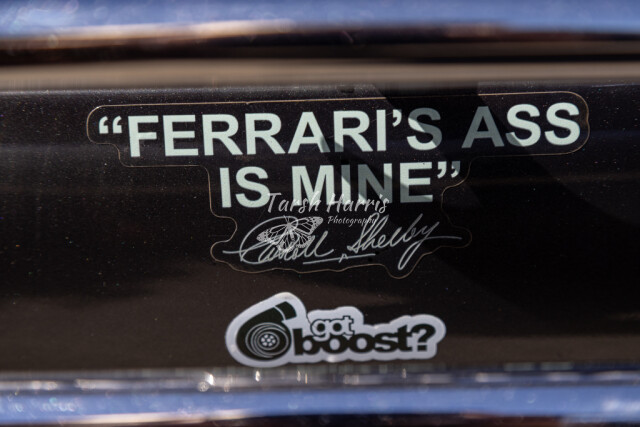 “FERRARI’S ASS
IS MINE”
Tarsh Harris
Photography
Carroll Shelby
got
boost?